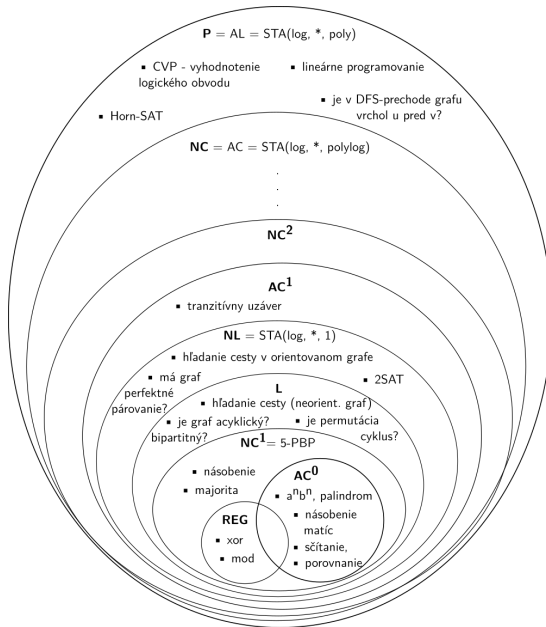 P = AL = STA(log, *, poly)
▪ CVP - vyhodnotenie
logického obvodu
▪ lineárne programovanie
▪ je v DFS-prechode grafu
vrchol u pred v?
▪ Horn-SAT
NC = AC = STA(log, *, polylog)
.
.
.
NC²
AC¹
▪ tranzitívny uzáver
NL = STA(log, *, 1)
▪ hľadanie cesty v orientovanom grafe
▪ má graf
perfektné
párovanie?
▪ 2SAT
L
▪ hľadanie cesty (neorient. graf)
▪ je graf acyklický?
bipartitný?
▪ je permutácia
cyklus?
NC¹= 5-PBP
▪ násobenie
▪ majorita
AC⁰
▪ aⁿbⁿ, palindrom
▪ násobenie
matíc
▪ sčítanie,
▪ porovnanie
REG
▪ xor
▪ mod